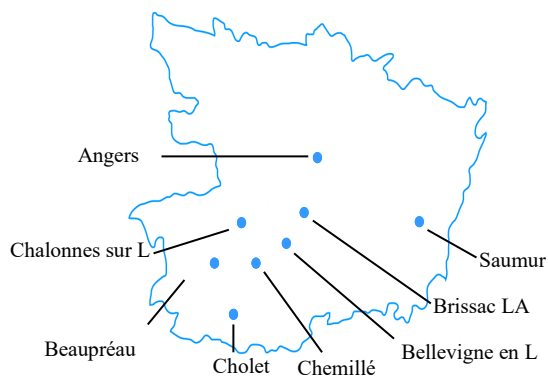 Angers
Chalonnes sur L
Saumur
Brissac LA
Beaupréau
Bellevigne en L
Cholet
Chemillé